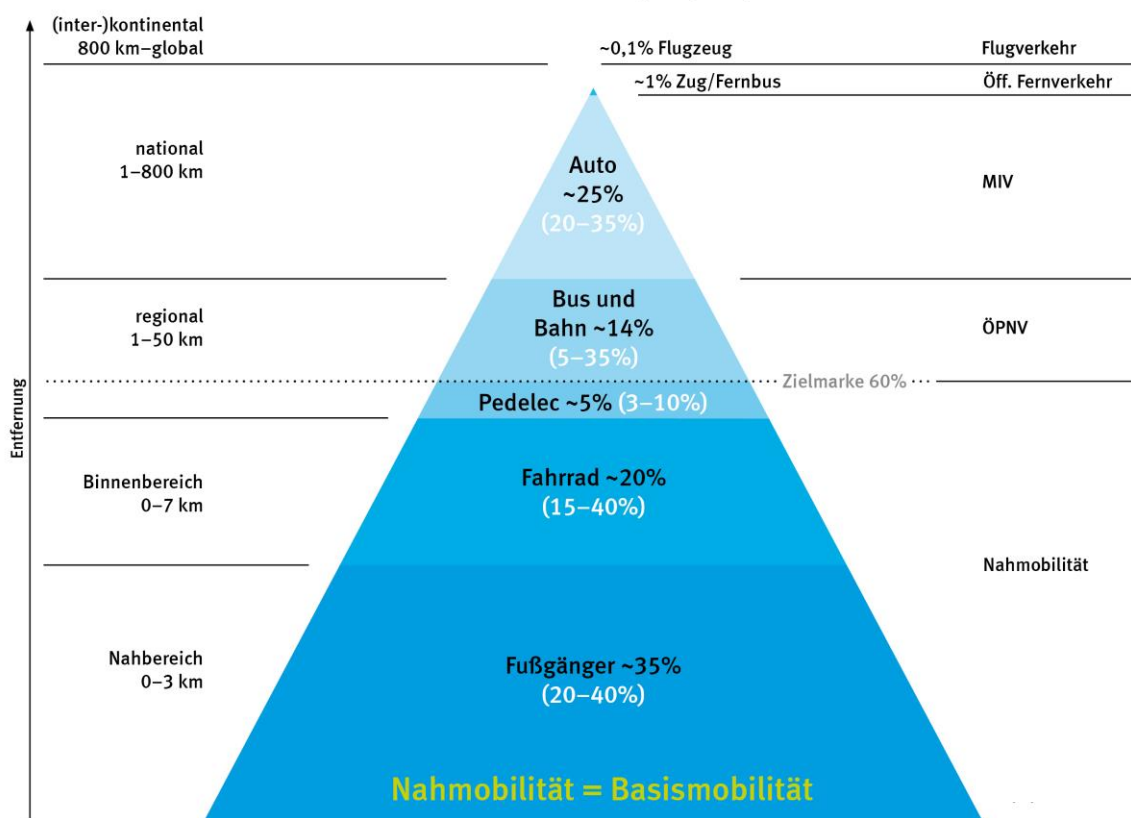 (inter-)kontinental
800 km–global
~0,1% Flugzeug
Flugverkehr
~1% Zug/Fernbus
Öff. Fernverkehr
national
1–800 km
Auto
~25%
(20–35%)
MIV
regional
1–50 km
Bus und
Bahn ~14%
(5–35%)
ÖPNV
Zielmarke 60%
Pedelec ~5% (3–10%)
Entfernung
Binnenbereich
0–7 km
Fahrrad ~20%
(15–40%)
Nahmobilität
Nahbereich
0–3 km
Fußgänger ~35%
(20–40%)
Nahmobilität = Basismobilität